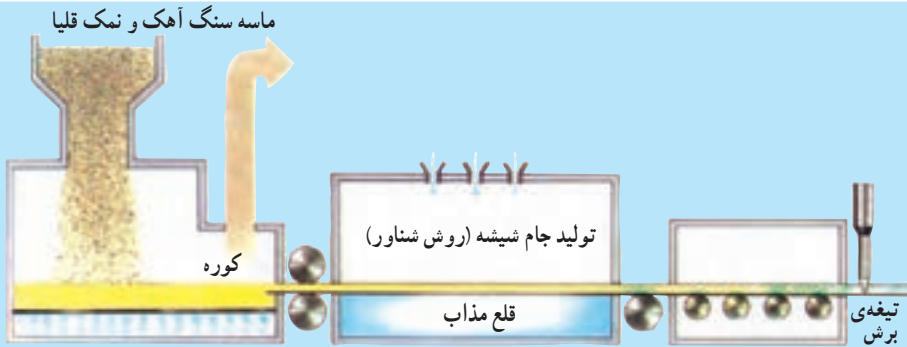 ماسه سنگ آهک و نمک قلیا
تولید جام شیشه (روش شناور)
کوره
قلع مذاب
تیغه‌ی
برش